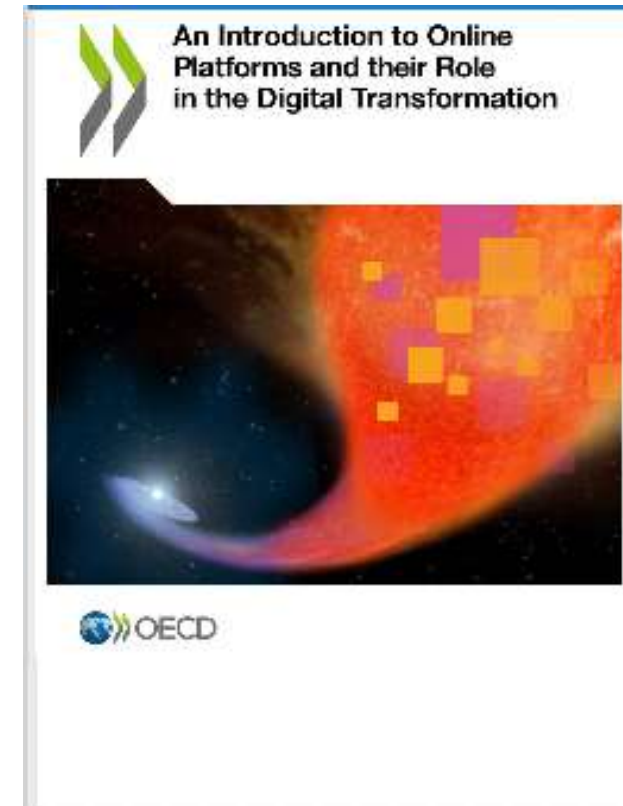 An Introduction to Online
Platforms and their Role
in the Digital Transformation
OECD